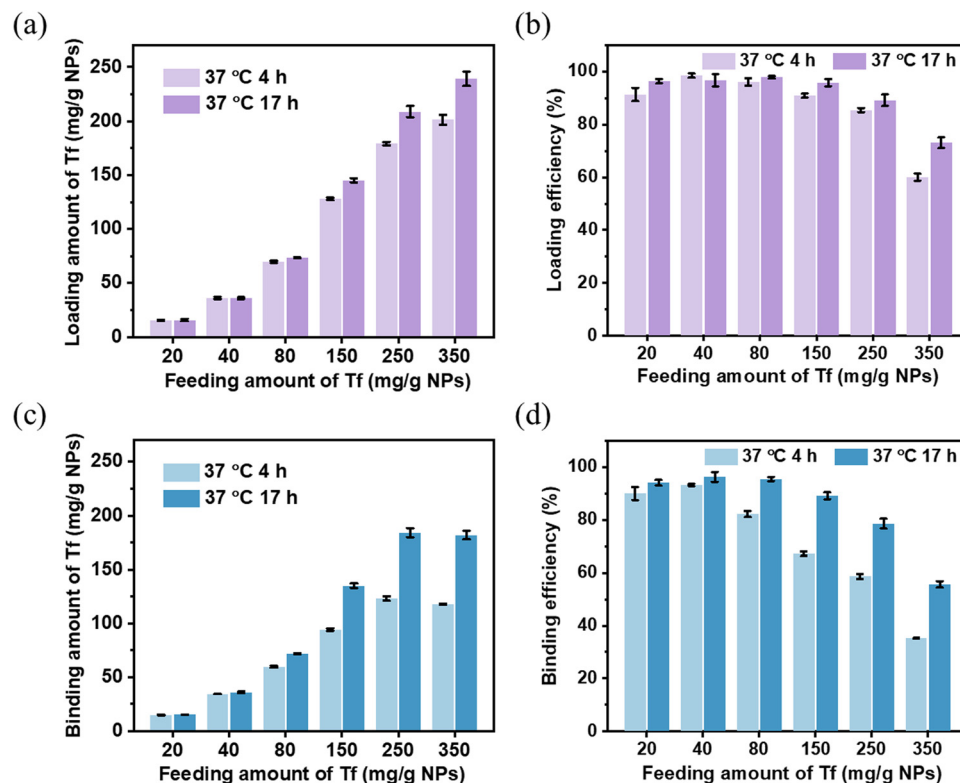 (a)
Loading amount of Tf (mg/g NPs)
250
200
150
100
50
0
37 °C 4 h
37 °C 17 h
20 40 80 150 250 350
Feeding amount of Tf (mg/g NPs)
(b)
Loading efficiency (%)
100
80
60
40
20
0
37 °C 4 h 37 °C 17 h
20 40 80 150 250 350
Feeding amount of Tf (mg/g NPs)
(c)
Binding amount of Tf (mg/g NPs)
250
200
150
100
50
0
37 °C 4 h
37 °C 17 h
20 40 80 150 250 350
Feeding amount of Tf (mg/g NPs)
(d)
Binding efficiency (%)
100
80
60
40
20
0
37 °C 4 h 37 °C 17 h
20 40 80 150 250 350
Feeding amount of Tf (mg/g NPs)